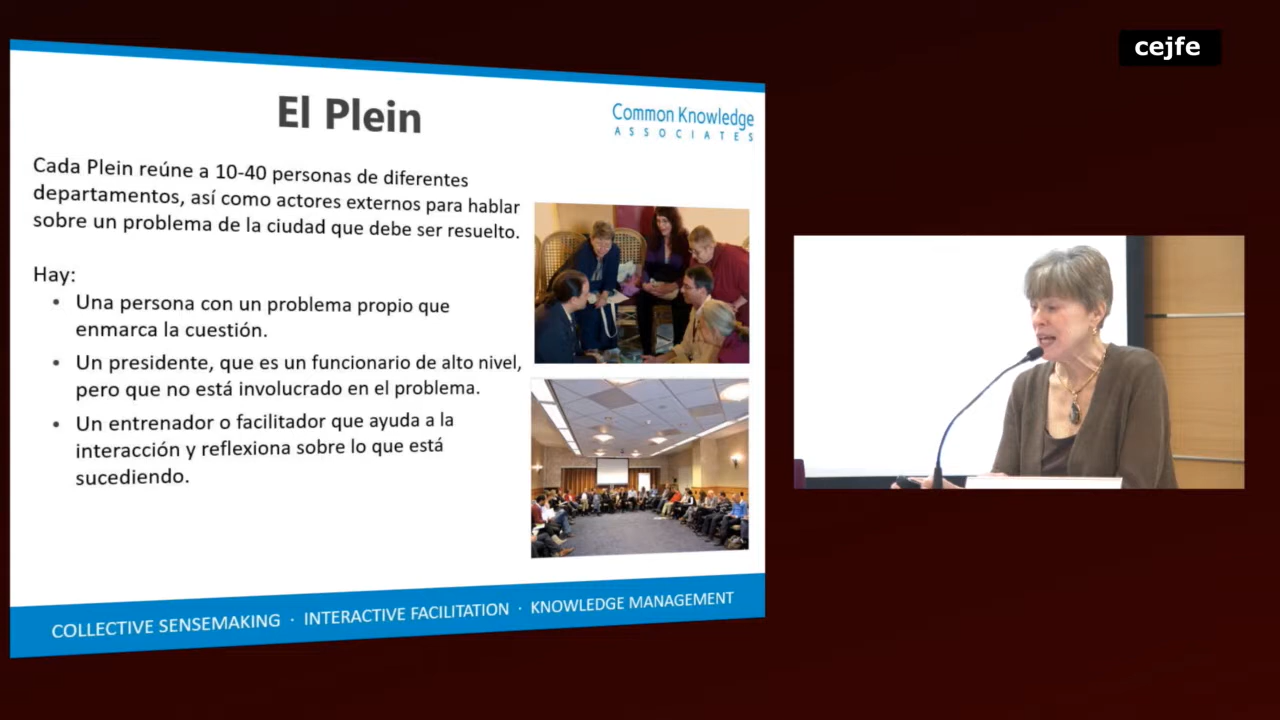 cejfe
El Plein
Common Knowledge
ASSOCIATES
Cada Plein reúne a 10-40 personas de diferentes
departamentos, así como actores externos para hablar
sobre un problema de la ciudad que debe ser resuelto.
Hay:
• Una persona con un problema propio que
enmarca la cuestión.
• Un presidente, que es un funcionario de alto nivel,
pero que no está involucrado en el problema.
• Un entrenador o facilitador que ayuda a la
interacción y reflexiona sobre lo que está
sucediendo.
COLLECTIVE SENSEMAKING · INTERACTIVE FACILITATION · KNOWLEDGE MANAGEMENT